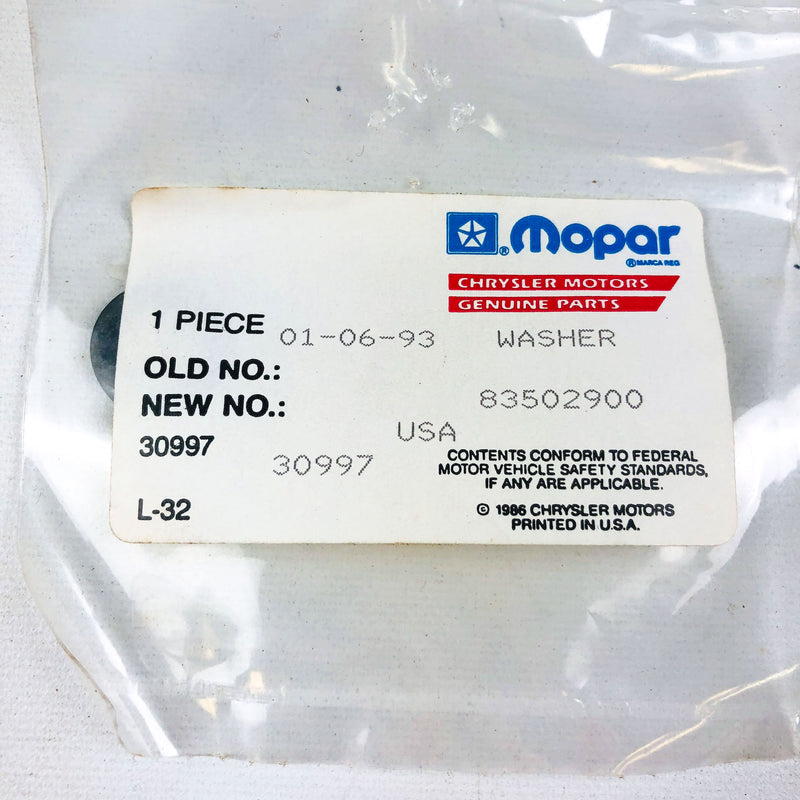 ® Mopar
® MARCA REG
CHRYSLER MOTORS
GENUINE PARTS
1 PIECE 01-06-93 WASHER
OLD NO.:
NEW NO.: 83502900
30997 30997 USA
CONTENTS CONFORM TO FEDERAL
MOTOR VEHICLE SAFETY STANDARDS,
IF ANY ARE APPLICABLE.
L-32
© 1986 CHRYSLER MOTORS
PRINTED IN U.S.A.